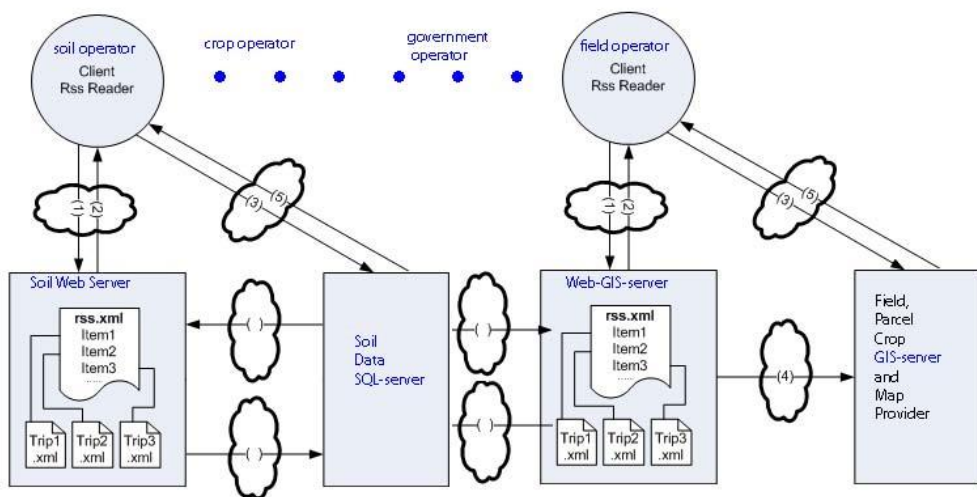 soil operator
Client
Rss Reader
crop operator
government
operator
field operator
Client
Rss Reader
(1)
(2)
(3)
(5)
(1)
(2)
(3)
(5)
Soil Web Server
rss.xml
Item1
Item2
Item3
.....
Trip1
.xml
Trip2
.xml
Trip3
.xml
( )
( )
Soil
Data
SQL-server
( )
( )
Web-GIS-server
rss.xml
Item1
Item2
Item3
.....
Trip1
.xml
Trip2
.xml
Trip3
.xml
(4)
Field,
Parcel
Crop
GIS-server
and
Map
Provider